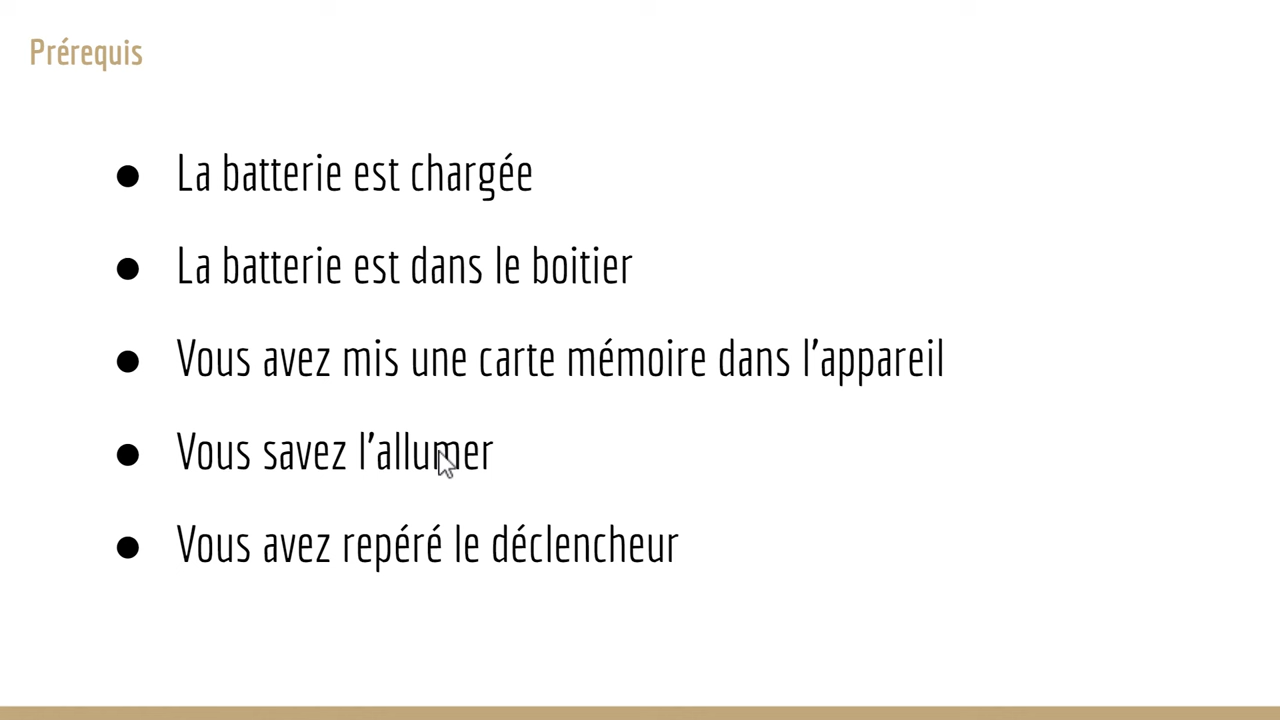 Prérequis
● La batterie est chargée
● La batterie est dans le boitier
● Vous avez mis une carte mémoire dans l’appareil
● Vous savez l’allumer
● Vous avez repéré le déclencheur